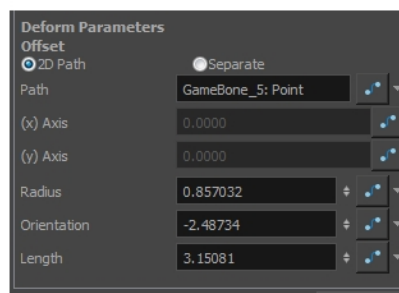 Deform Parameters
Offset
2D Path Separate
Path GameBone_5: Point
(x) Axis 0.0000
(y) Axis 0.0000
Radius 0.857032
Orientation -2.48734
Length 3.15081